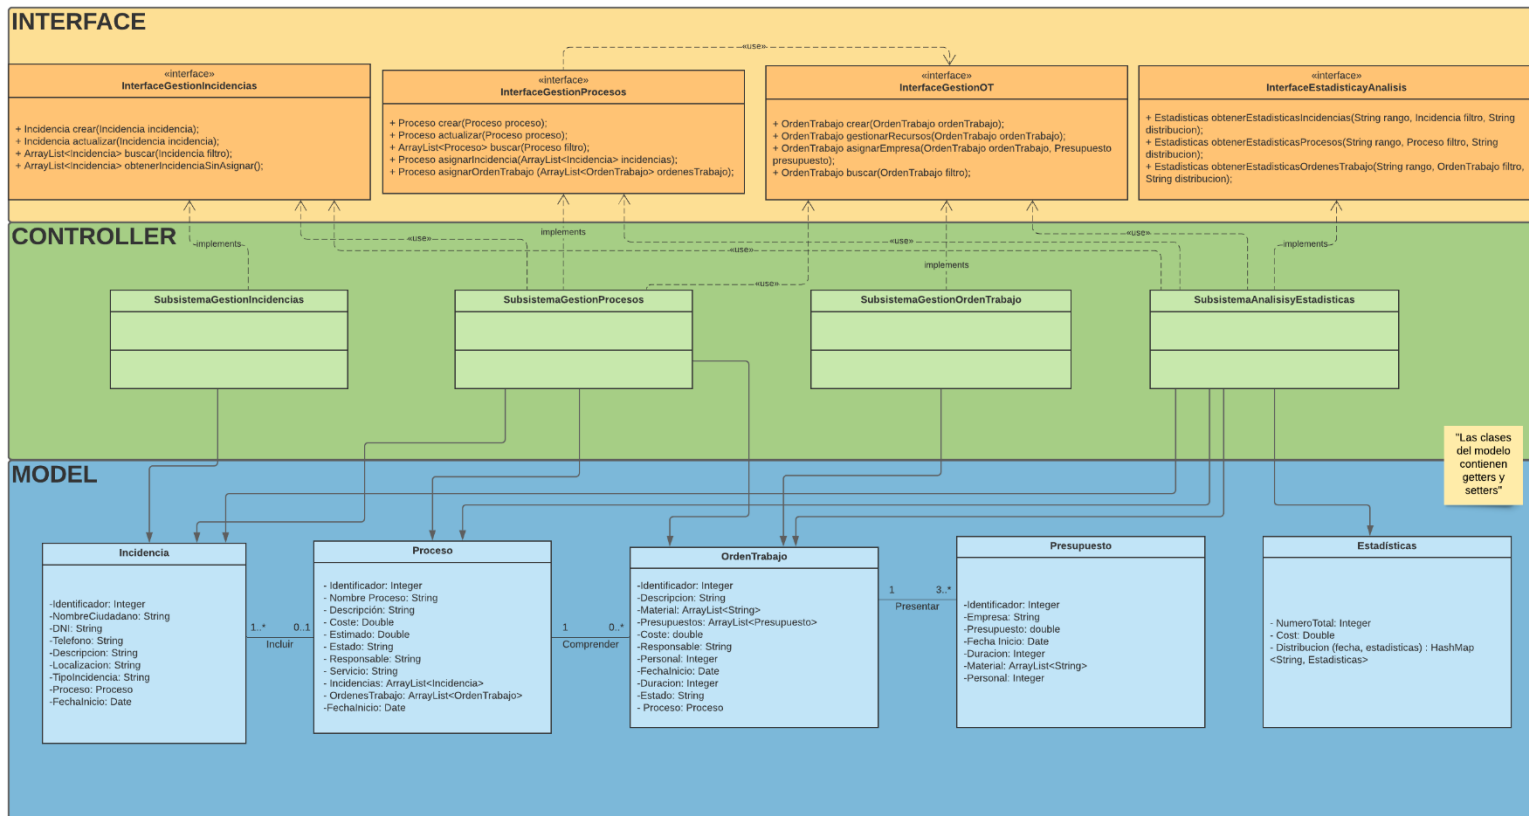 INTERFACE
«use»
«interface»
InterfaceGestionIncidencias
+ Incidencia crear(Incidencia incidencia);
+ Incidencia actualizar(Incidencia incidencia);
+ ArrayList<Incidencia> buscar(Incidencia filtro);
+ ArrayList<Incidencia> obtenerIncidenciaSinAsignar();
«interface»
InterfaceGestionProcesos
+ Proceso crear(Proceso proceso);
+ Proceso actualizar(Proceso proceso);
+ ArrayList<Proceso> buscar(Proceso filtro);
+ Proceso asignarIncidencia(ArrayList<Incidencia> incidencias);
+ Proceso asignarOrdenTrabajo (ArrayList<OrdenTrabajo> ordenesTrabajo);
«interface»
InterfaceGestionOT
+ OrdenTrabajo crear(OrdenTrabajo ordenTrabajo);
+ OrdenTrabajo gestionarRecursos(OrdenTrabajo ordenTrabajo);
+ OrdenTrabajo asignarEmpresa(OrdenTrabajo ordenTrabajo, Presupuesto
presupuesto);
+ OrdenTrabajo buscar(OrdenTrabajo filtro);
«interface»
InterfaceEstadisticayAnalisis
+ Estadisticas obtenerEstadisticasIncidencias(String rango, Incidencia filtro, String
distribucion);
+ Estadisticas obtenerEstadisticasProcesos(String rango, Proceso filtro, String
distribucion);
+ Estadisticas obtenerEstadisticasOrdenesTrabajo(String rango, OrdenTrabajo filtro,
String distribucion);
CONTROLLER
implements
«use»
implements
«use»
«use»
implements
«use»
«use»
implements
SubsistemaGestionIncidencias
SubsistemaGestionProcesos
SubsistemaGestionOrdenTrabajo
SubsistemaAnalisisyEstadisticas
"Las clases
del modelo
contienen
getters y
setters"
MODEL
Incidencia
-Identificador: Integer
-NombreCiudadano: String
-DNI: String
-Telefono: String
-Descripcion: String
-Localizacion: String
-TipoIncidencia: String
-Proceso: Proceso
-FechaInicio: Date
1..*
0..1
Incluir
Proceso
- Identificador: Integer
- Nombre Proceso: String
- Descripción: String
- Coste: Double
- Estimado: Double
- Estado: String
- Responsable: String
- Servicio: String
- Incidencias: ArrayList<Incidencia>
- OrdenesTrabajo: ArrayList<OrdenTrabajo>
-FechaInicio: Date
1
0..*
Comprender
OrdenTrabajo
-Identificador: Integer
-Descripcion: String
-Material: ArrayList<String>
-Presupuestos: ArrayList<Presupuesto>
-Coste: double
-Responsable: String
-Personal: Integer
-FechaInicio: Date
-Duracion: Integer
-Estado: String
- Proceso: Proceso
1
3..*
Presentar
Presupuesto
-Identificador: Integer
-Empresa: String
-Presupuesto: double
-Fecha Inicio: Date
-Duracion: Integer
-Material: ArrayList<String>
-Personal: Integer
Estadísticas
- NumeroTotal: Integer
- Cost: Double
- Distribucion (fecha, estadisticas) : HashMap
<String, Estadisticas>